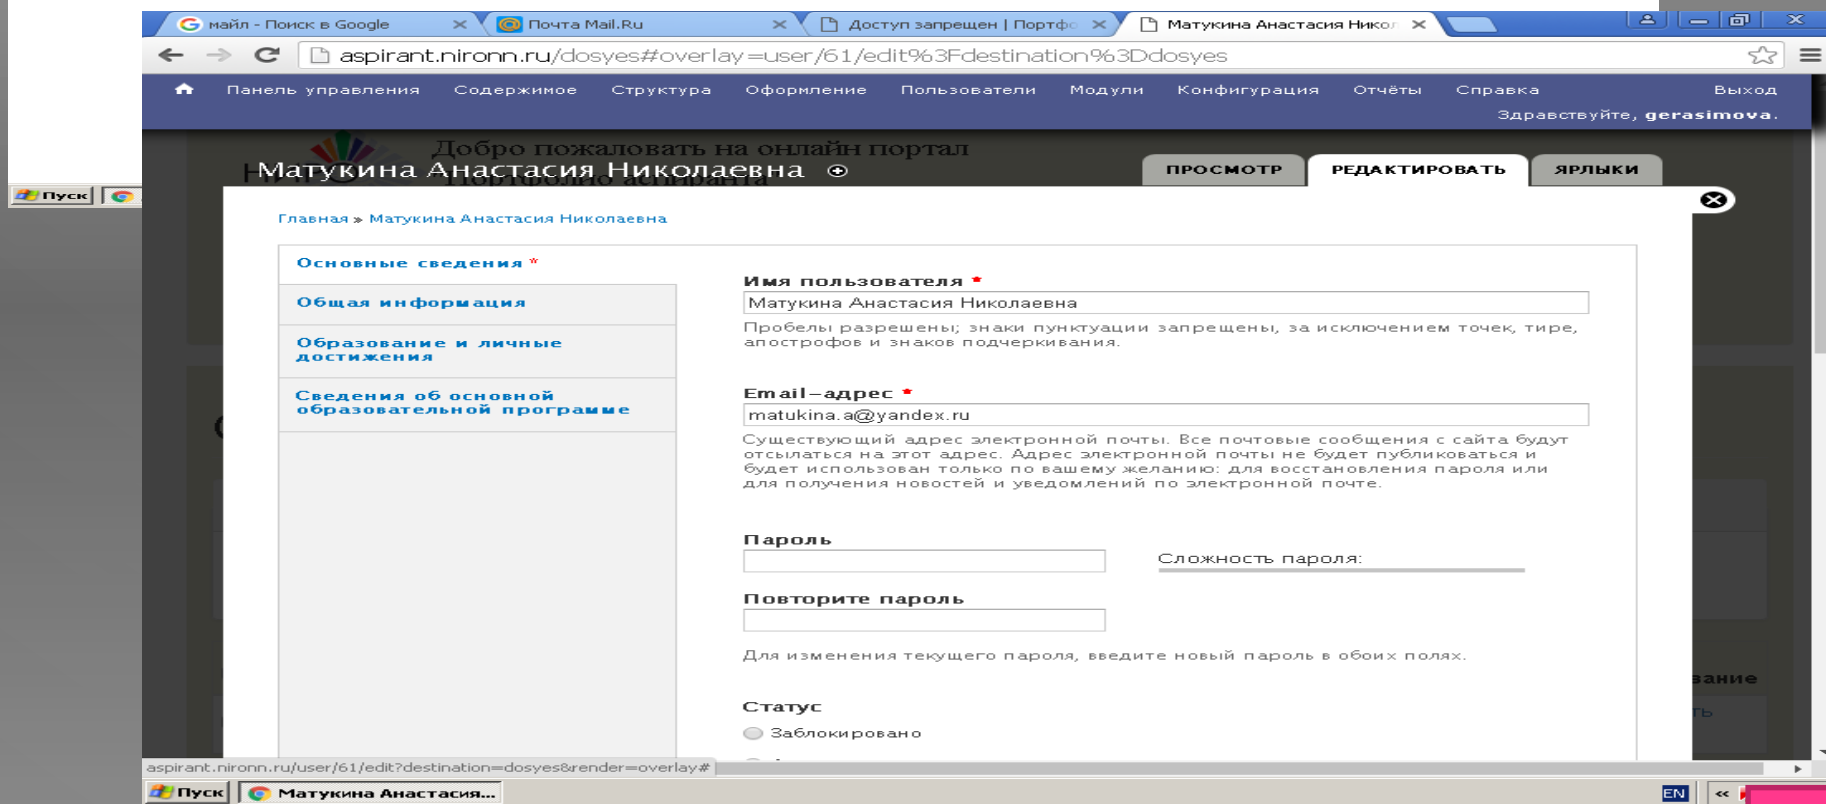 майл - Поиск в Google
Почта Mail.Ru
Доступ запрещен | Портфо
Матукина Анастасия Никол
aspirant.nironn.ru/dosyes#overlay=user/61/edit%3Fdestination%3Ddosyes
Панель управления Содержимое Структура Оформление Пользователи Модули Конфигурация Отчёты Справка Выход
Здравствуйте, gerasimova.
Добро пожаловать на онлайн портал
Портфолио аспиранта
Матукина Анастасия Николаевна
ПРОСМОТР РЕДАКТИРОВАТЬ ЯРЛЫКИ
Пуск
Главная » Матукина Анастасия Николаевна
Основные сведения *
Общая информация
Образование и личные
достижения
Сведения об основной
образовательной программе
Имя пользователя *
Матукина Анастасия Николаевна
Пробелы разрешены; знаки пунктуации запрещены, за исключением точек, тире,
апострофов и знаков подчеркивания.
Email-адрес *
matukina.a@yandex.ru
Существующий адрес электронной почты. Все почтовые сообщения с сайта будут
отсылаться на этот адрес. Адрес электронной почты не будет публиковаться и
будет использован только по вашему желанию: для восстановления пароля или
для получения новостей и уведомлений по электронной почте.
Пароль
Сложность пароля:
Повторите пароль
Для изменения текущего пароля, введите новый пароль в обоих полях.
Статус
Заблокировано
aspirant.nironn.ru/user/61/edit?destination=dosyes&render=overlay#
Пуск
Матукина Анастасия...
EN
«